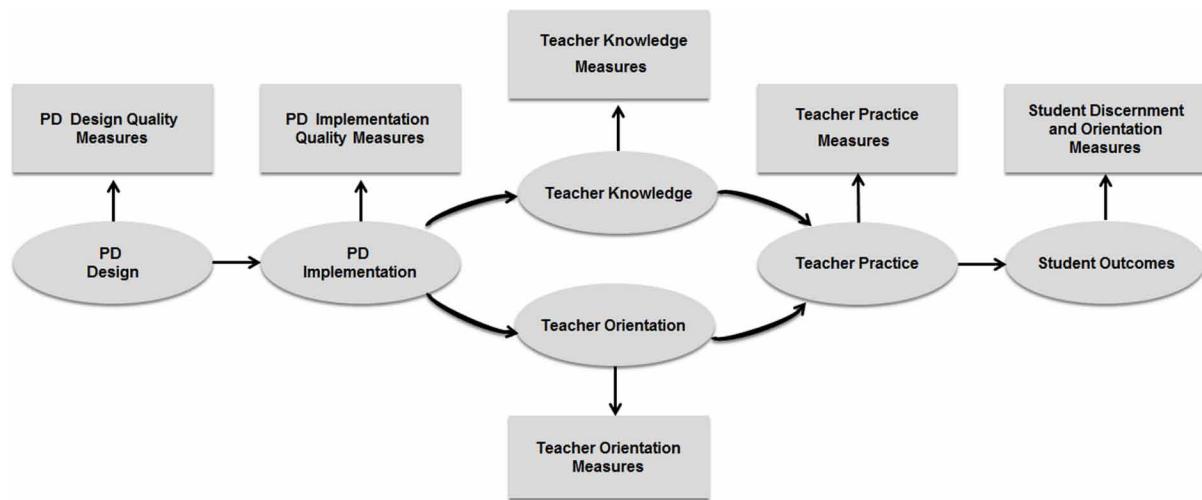 Teacher Knowledge
Measures
PD Design Quality
Measures
PD Implementation
Quality Measures
Teacher Practice
Measures
Student Discernment
and Orientation
Measures
Teacher Knowledge
PD
Design
PD
Implementation
Teacher Practice
Student Outcomes
Teacher Orientation
Teacher Orientation
Measures